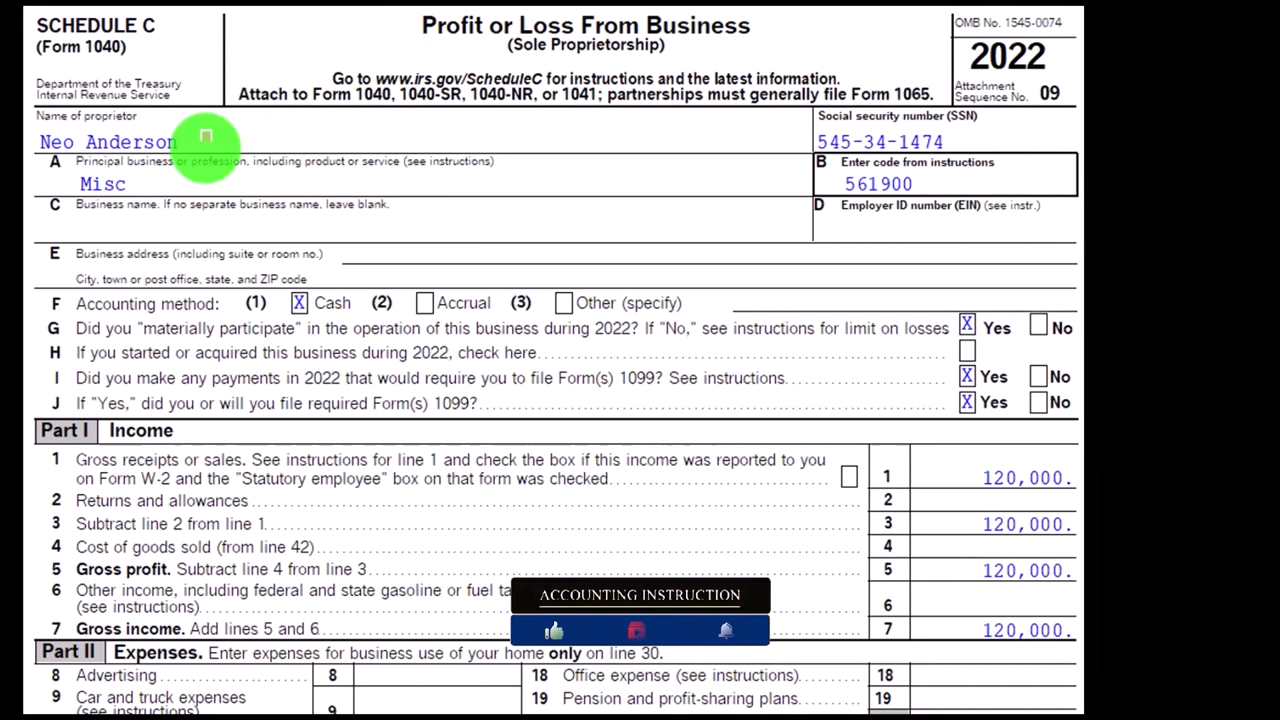 SCHEDULE C
(Form 1040)
Department of the Treasury
Internal Revenue Service
Profit or Loss From Business
(Sole Proprietorship)
Go to www.irs.gov/ScheduleC for instructions and the latest information.
Attach to Form 1040, 1040-SR, 1040-NR, or 1041; partnerships must generally file Form 1065.
OMB No. 1545-0074
2022
Attachment
Sequence No. 09
Name of proprietor
Neo Anderson
Social security number (SSN)
545-34-1474
A Principal business or profession, including product or service (see instructions)
Misc
B Enter code from instructions
561900
C Business name. If no separate business name, leave blank.
D Employer ID number (EIN) (see instr.)
E Business address (including suite or room no.)
City, town or post office, state, and ZIP code
F Accounting method: (1) X Cash (2) Accrual (3) Other (specify)
G Did you "materially participate" in the operation of this business during 2022? If "No," see instructions for limit on losses X Yes No
H If you started or acquired this business during 2022, check here
I Did you make any payments in 2022 that would require you to file Form(s) 1099? See instructions. X Yes No
J If "Yes," did you or will you file required Form(s) 1099? X Yes No
Part I Income
1 Gross receipts or sales. See instructions for line 1 and check the box if this income was reported to you
on Form W-2 and the "Statutory employee" box on that form was checked 1 120,000.
2 Returns and allowances 2
3 Subtract line 2 from line 1 3 120,000.
4 Cost of goods sold (from line 42) 4
5 Gross profit. Subtract line 4 from line 3 5 120,000.
6 Other income, including federal and state gasoline or fuel
(see instructions) 6
7 Gross income. Add lines 5 and 6 7 120,000.
ACCOUNTING INSTRUCTION
Part II Expenses. Enter expenses for business use of your home only on line 30.
8 Advertising 8
18 Office expense (see instructions) 18
9 Car and truck expenses
(see instructions) 9
19 Pension and profit-sharing plans 19